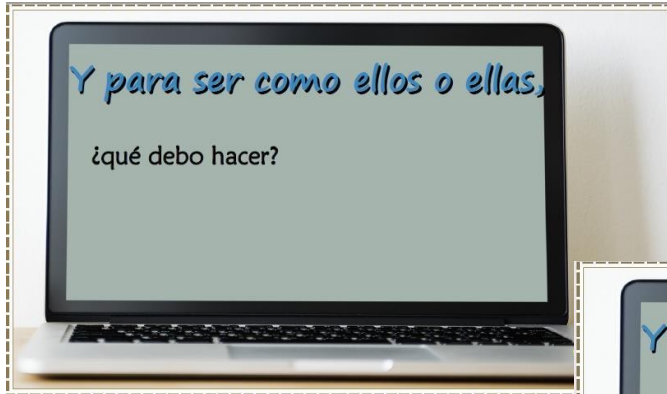 Y para ser como ellos o ellas,
¿qué debo hacer?
Y